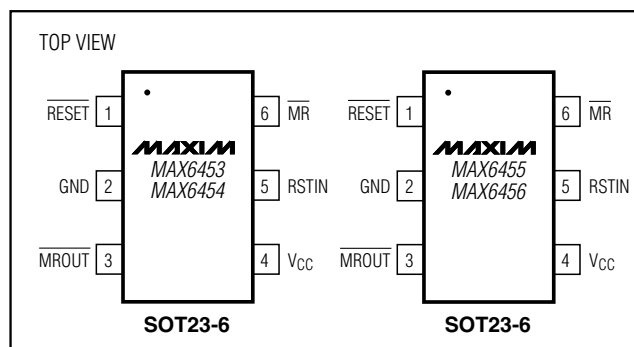 TOP VIEW
RESET 1 6 MR RESET 1 6 MR
MAXIM MAXIM
MAX6453 MAX6455
GND 2 5 RSTIN GND 2 5 RSTIN
MAX6454 MAX6456
MROUT 3 4 VCC MROUT 3 4 VCC
SOT23-6 SOT23-6